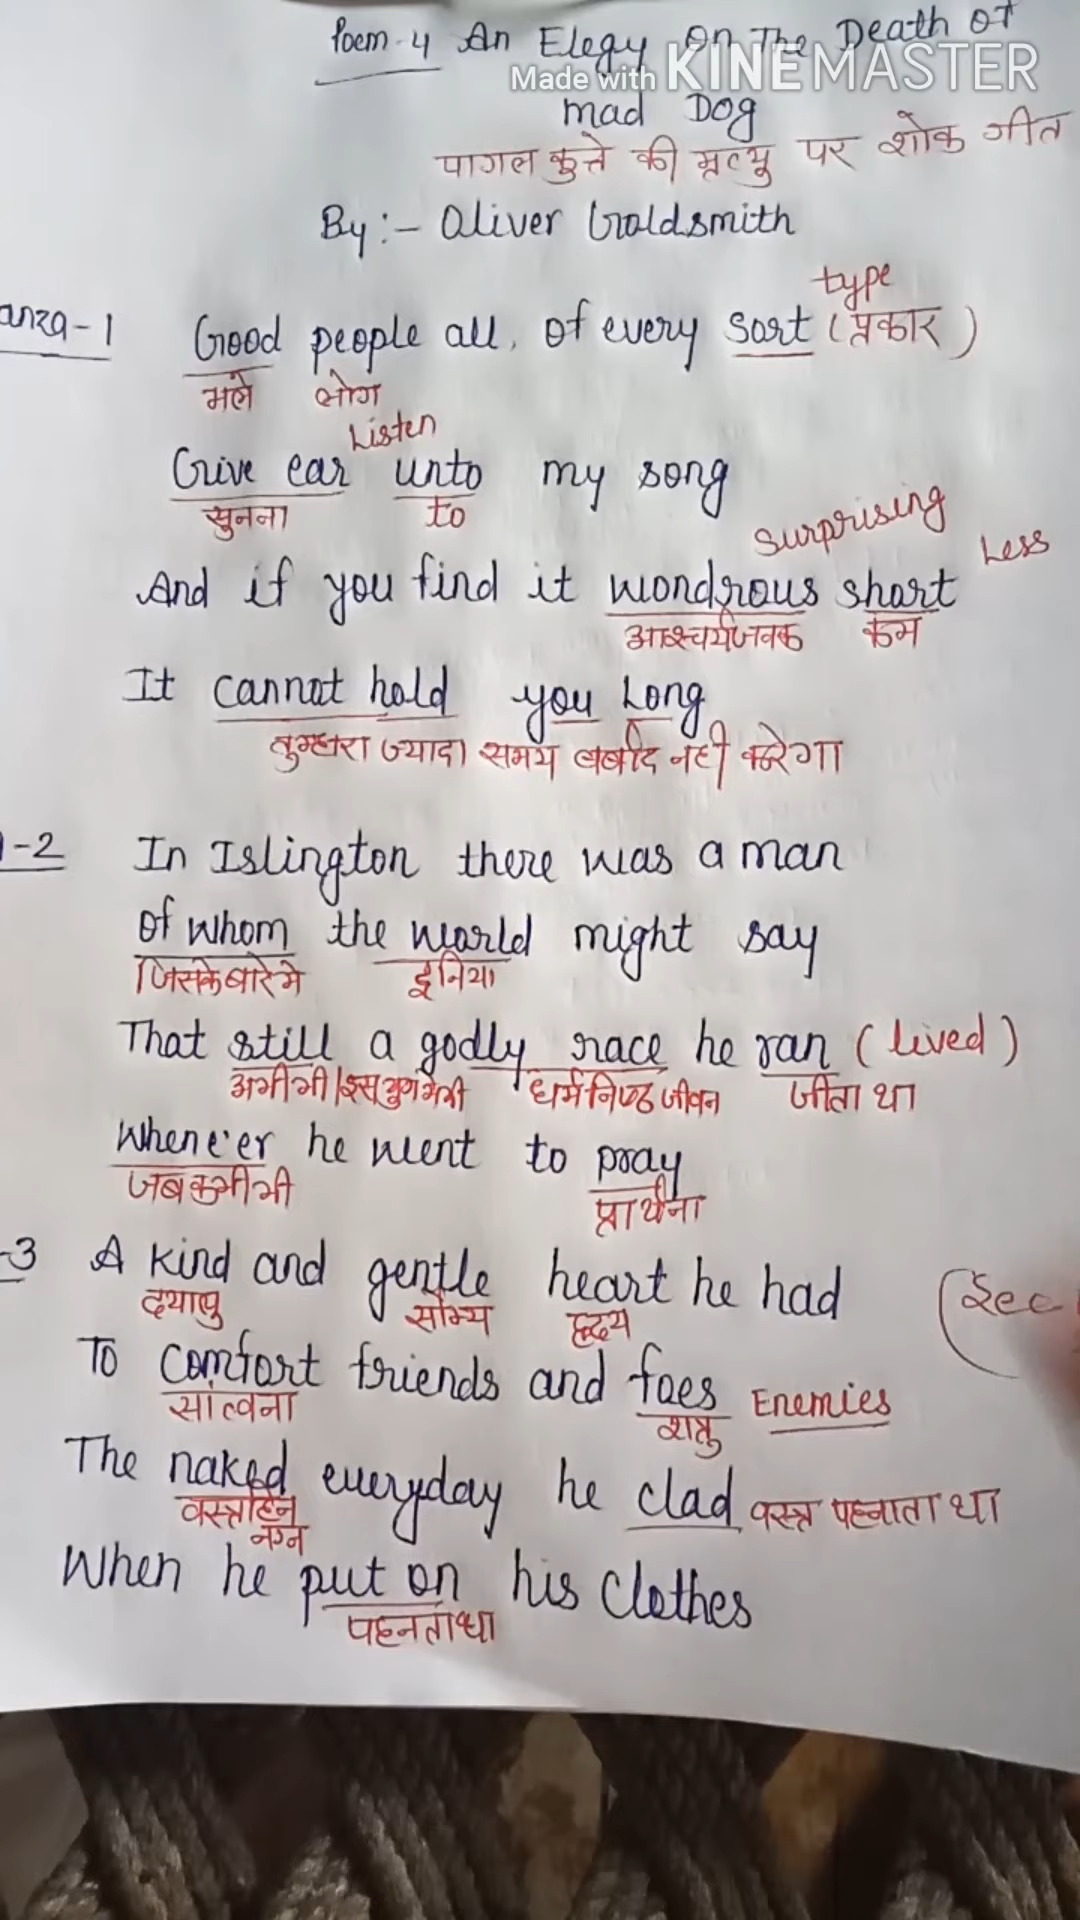 Poem-4 An Elegy On The Death of
Made with KINEMASTER
mad Dog
पागल कुत्ते की मृत्यु पर शोक गीत
By:- Oliver Goldsmith
type
anza-1 Good people all, of every sort (प्रकार)
भले लोग
Listen
Give ear unto my song
सुनना to
Surprising Less
And if you find it wondrous short
आश्चर्यजनक कम
It cannot hold you Long
तुम्हारा ज्यादा समय बर्बाद नही करेगा
-2 In Islington there was a man
Of whom the world might say
जिसके बारे मे दुनिया
That still a godly race he ran (lived)
अभी भी/इस युग मे भी धर्मनिष्ठ जीवन जीता था
Whene'er he went to pray
जब कभी भी प्रार्थना
-3 A kind and gentle heart he had
दयालु सौम्य ह्रदय
To comfort friends and foes Enemies
सांत्वना शत्रु
The naked everyday he clad वस्त्र पहनाता था
वस्त्रहिन
नग्न
When he put on his clothes
पहनता था